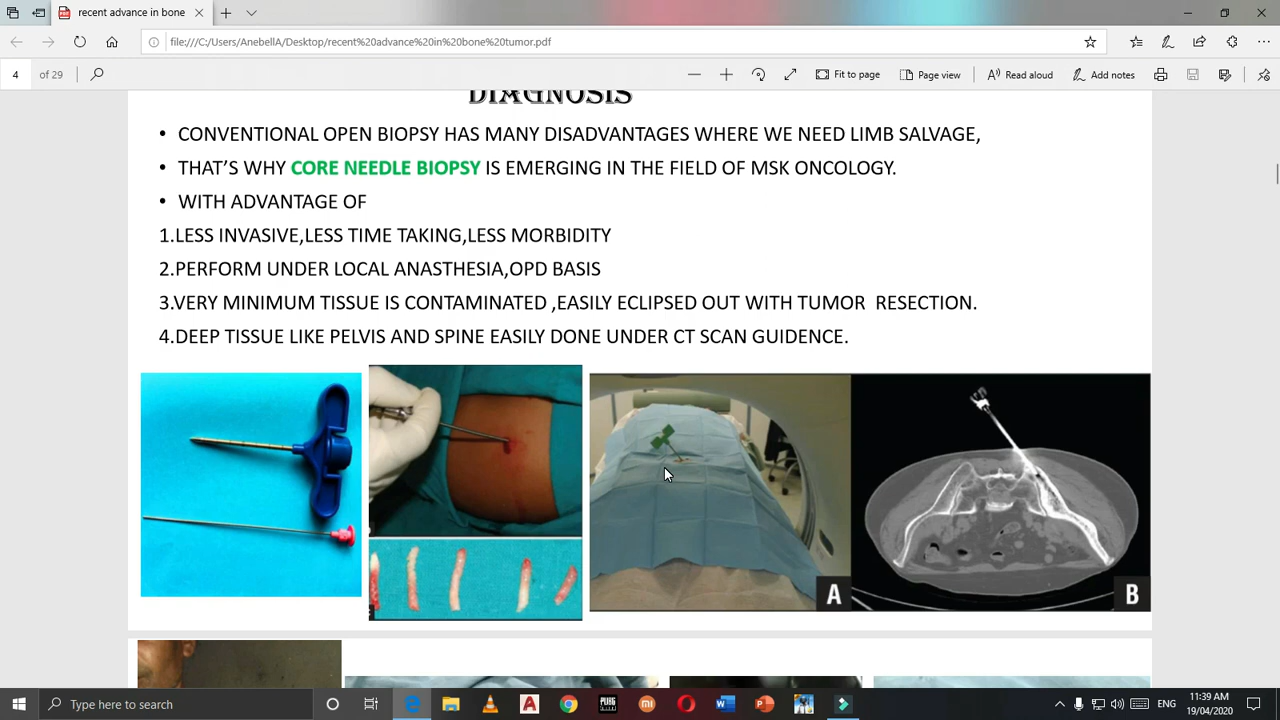 recent advance in bone tumor.pd
file:///C:/Users/AnebellA/Desktop/recent%20advance%20in%20bone%20tumor.pdf
4 of 29
Fit to page
Page view
Read aloud
Add notes
DIAGNOSIS
• CONVENTIONAL OPEN BIOPSY HAS MANY DISADVANTAGES WHERE WE NEED LIMB SALVAGE,
• THAT'S WHY CORE NEEDLE BIOPSY IS EMERGING IN THE FIELD OF MSK ONCOLOGY.
• WITH ADVANTAGE OF
1.LESS INVASIVE,LESS TIME TAKING,LESS MORBIDITY
2.PERFORM UNDER LOCAL ANASTHESIA,OPD BASIS
3.VERY MINIMUM TISSUE IS CONTAMINATED ,EASILY ECLIPSED OUT WITH TUMOR RESECTION.
4.DEEP TISSUE LIKE PELVIS AND SPINE EASILY DONE UNDER CT SCAN GUIDENCE.
A
B
Type here to search
ENG
11:39 AM
19/04/2020